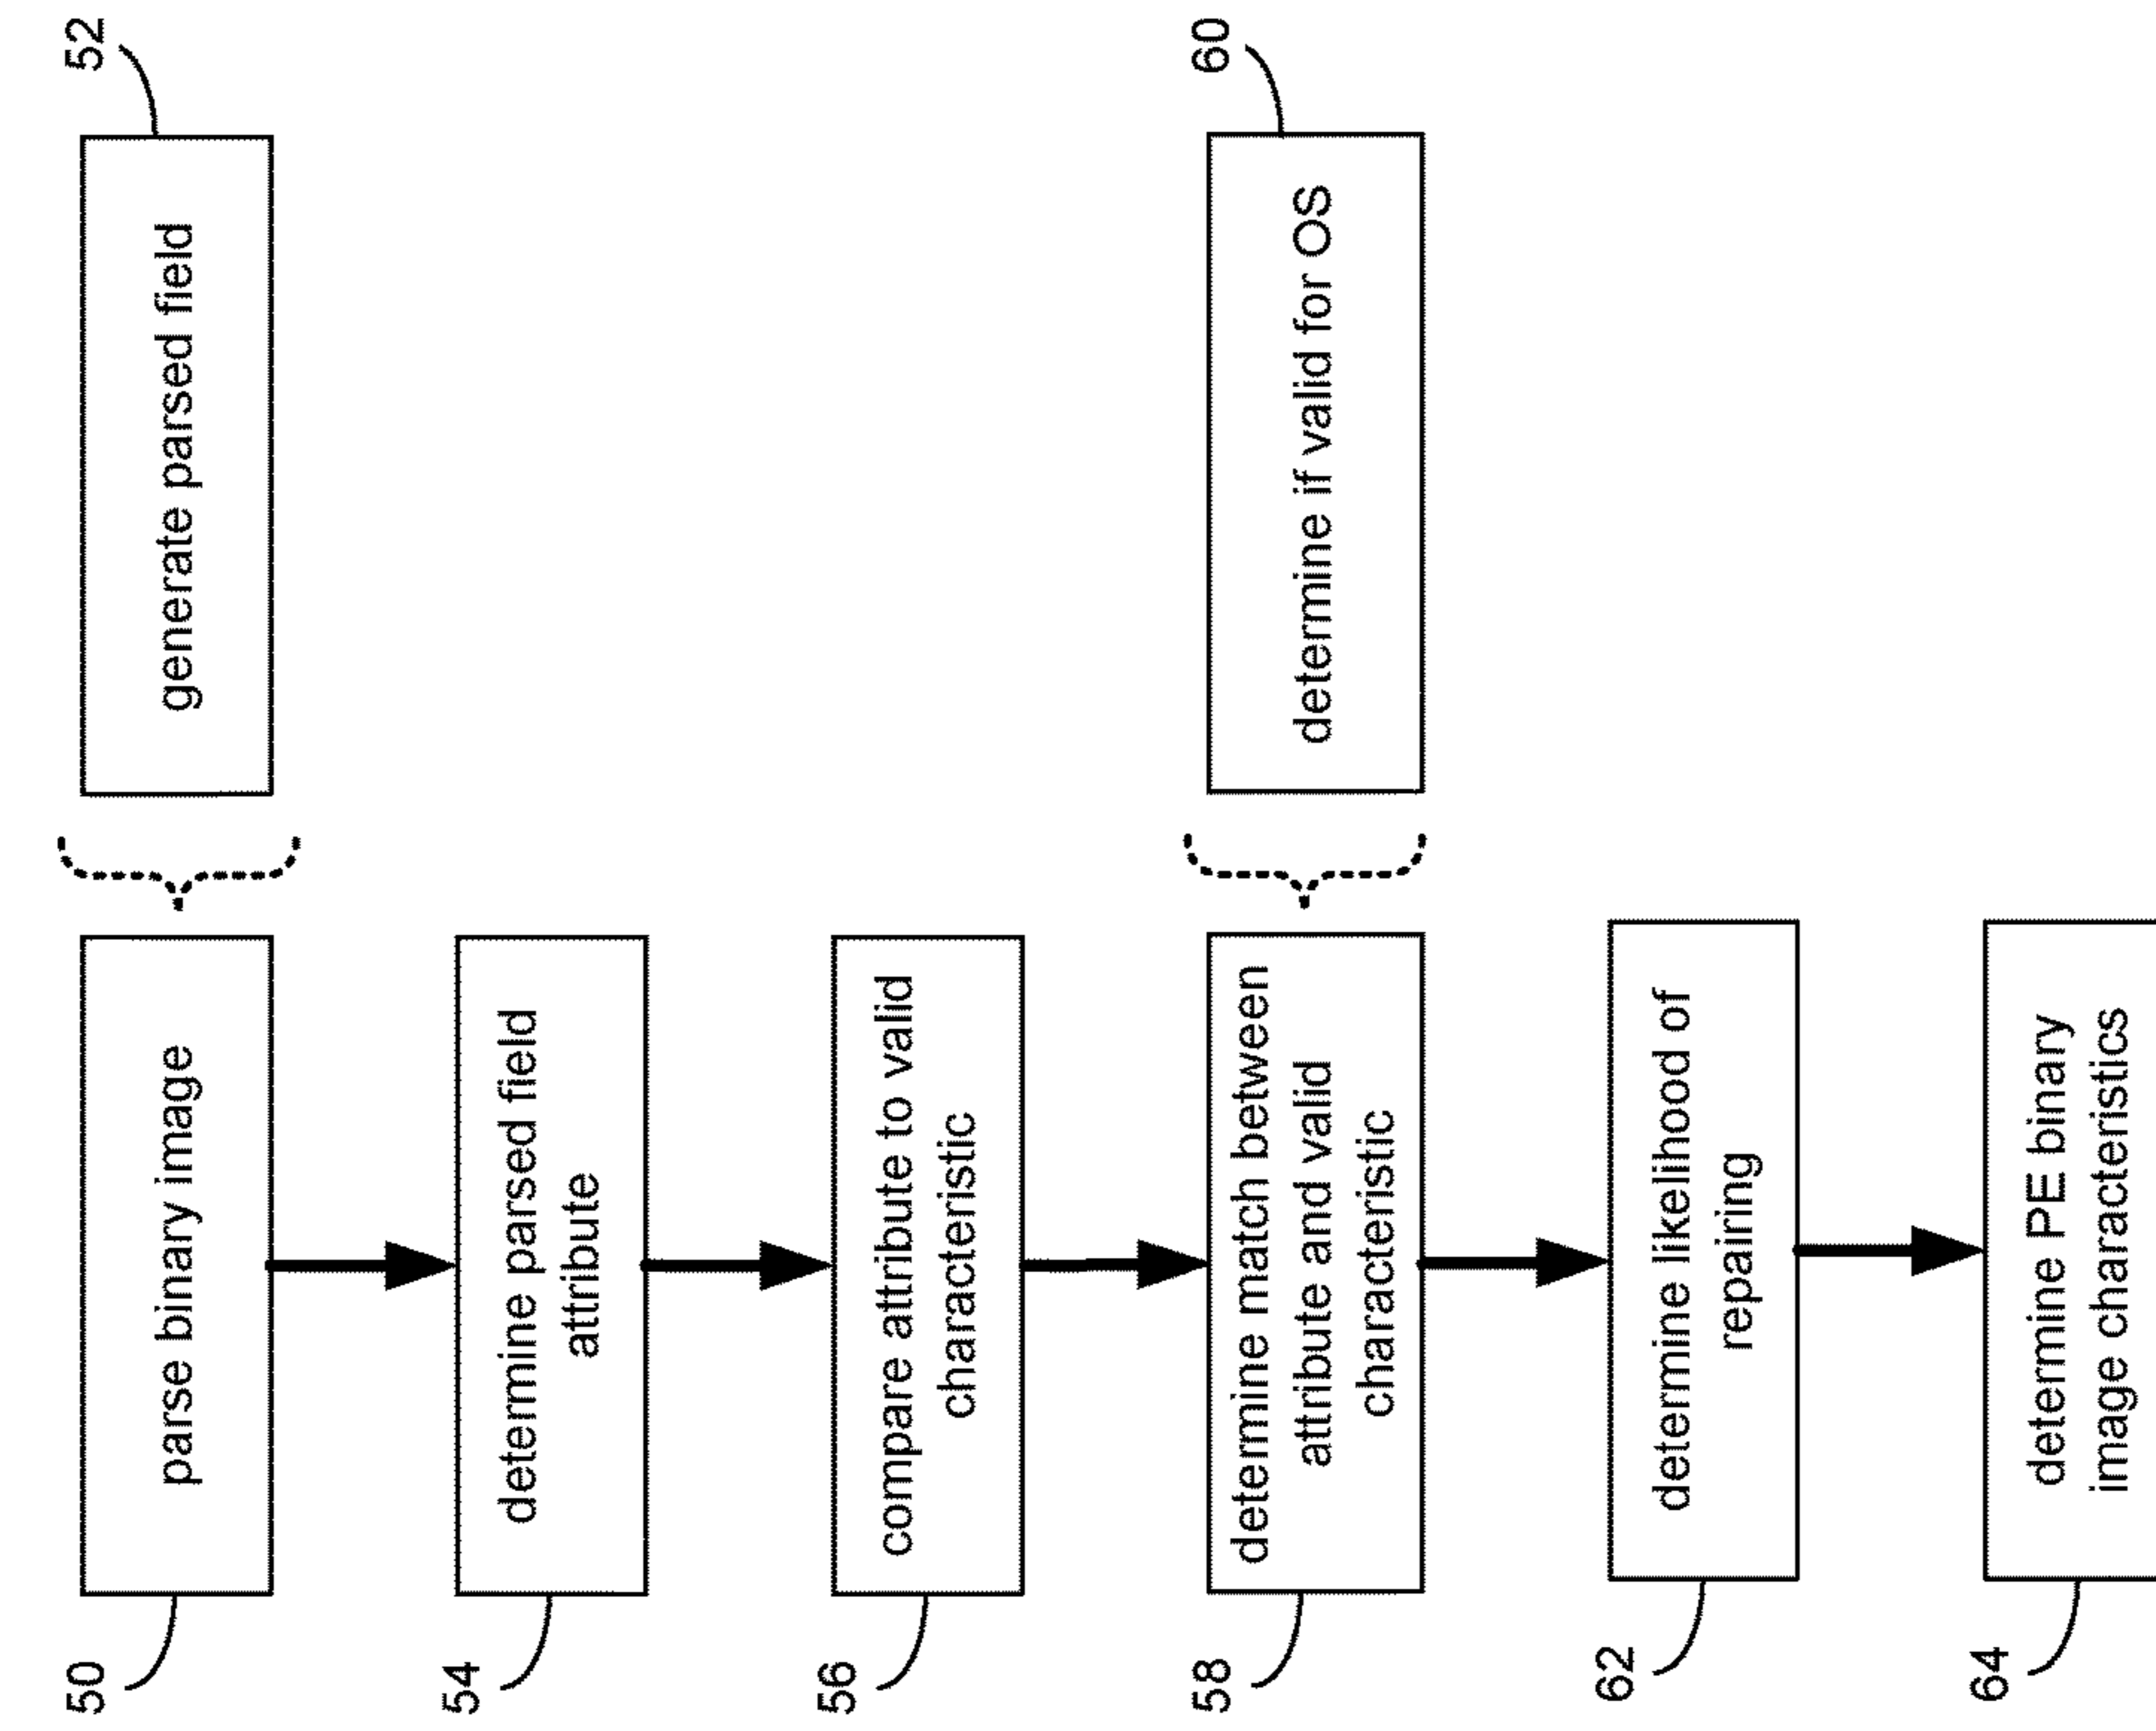 50
parse binary image
generate parsed field
52
54
determine parsed field
attribute
56
compare attribute to valid
characteristic
58
determine match between
attribute and valid
characteristic
determine if valid for OS
60
62
determine likelihood of
repairing
64
determine PE binary
image characteristics